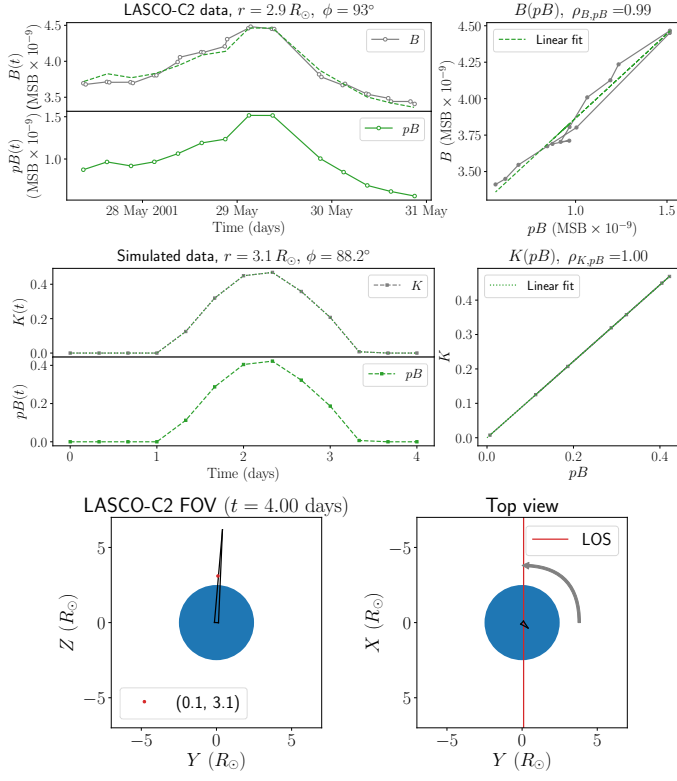 LASCO-C2 data, r = 2.9 R⊙, ϕ = 93°
B(t)
(MSB × 10⁻⁹)
4.5
4.0
3.5
B
pB(t)
(MSB × 10⁻⁹)
1.5
1.0
pB
28 May 2001 29 May 30 May 31 May
Time (days)
B(pB), ρB,pB =0.99
B (MSB × 10⁻⁹)
4.50
4.25
4.00
3.75
3.50
Linear fit
1.0 1.5
pB (MSB × 10⁻⁹)
Simulated data, r = 3.1 R⊙, ϕ = 88.2°
K(t)
0.4
0.2
0.0
K
pB(t)
0.4
0.2
0.0
pB
0 1 2 3 4
Time (days)
K(pB), ρK,pB =1.00
K
0.4
0.3
0.2
0.1
0.0
Linear fit
0.0 0.2 0.4
pB
LASCO-C2 FOV (t = 4.00 days)
Z (R⊙)
5
0
−5
(0.1, 3.1)
−5 0 5
Y (R⊙)
Top view
X (R⊙)
−5
0
5
LOS
−5 0 5
Y (R⊙)